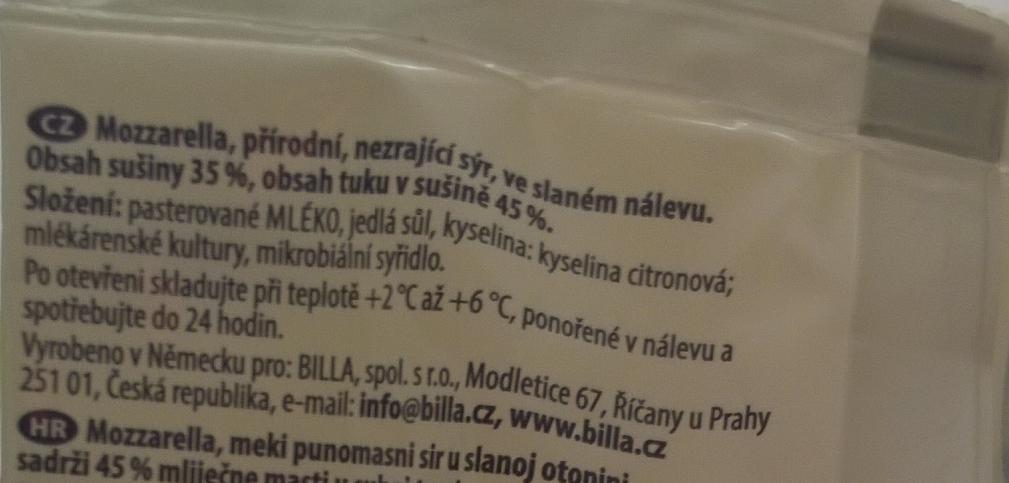 CZ Mozzarella, přírodní, nezrající sýr, ve slaném nálevu.
Obsah sušiny 35 %, obsah tuku v sušině 45 %.
Složení: pasterované MLÉKO, jedlá sůl, kyselina: kyselina citronová;
mlékárenské kultury, mikrobiální syřidlo.
Po otevření skladujte při teplotě +2 °C až +6 °C, ponořené v nálevu a
spotřebujte do 24 hodin.
Vyrobeno v Německu pro: BILLA, spol. s r.o., Modletice 67, Říčany u Prahy
251 01, Česká republika, e-mail: info@billa.cz, www.billa.cz
HR Mozzarella, meki punomasni sir u slanoj otopini
sadrži 45 % mliječne masti u